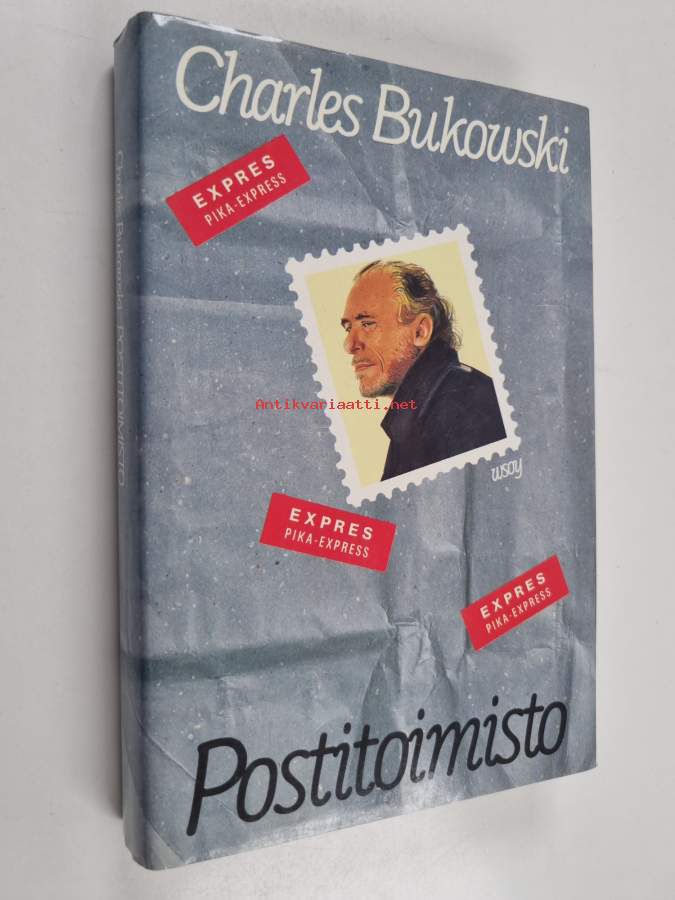 Charles Bukowski
EXPRES
PIKA-EXPRESS
Charles Bukowski POSTITOIMISTO
Antikvariaatti.net
wsoy
EXPRES
PIKA-EXPRESS
EXPRES
PIKA-EXPRESS
Postitoimisto